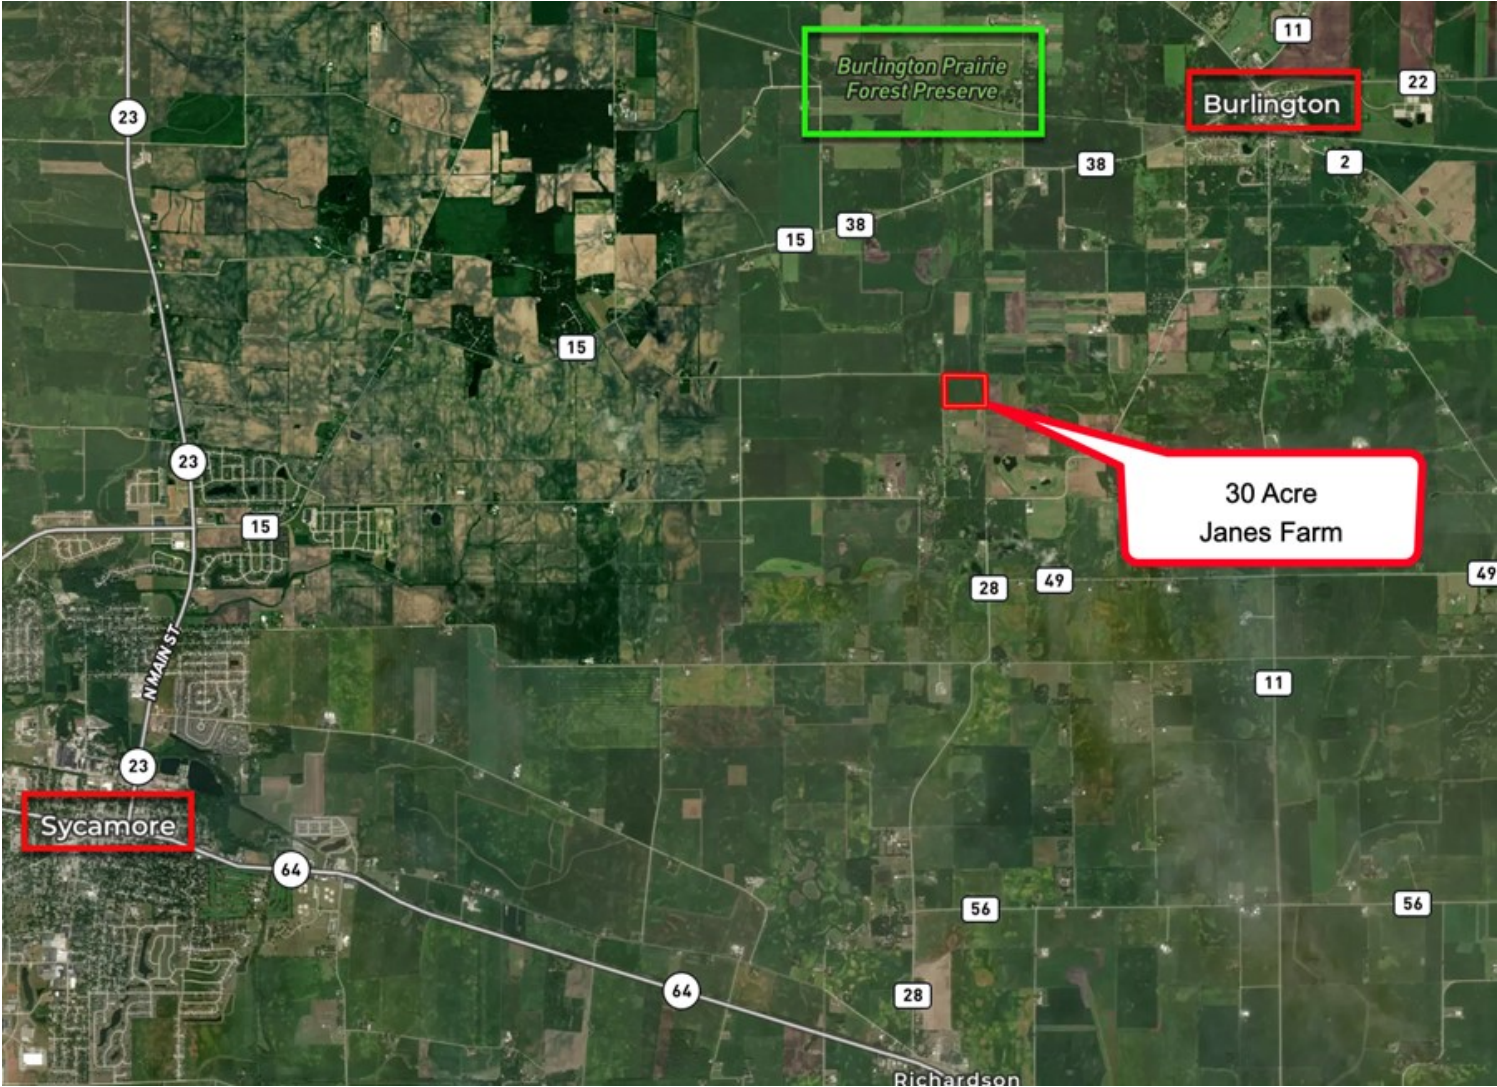 11
22
Burlington Prairie
Forest Preserve
Burlington
23
2
38
38
15
15
30 Acre
Janes Farm
23
15
49
28
49
N MAIN ST
11
23
Sycamore
64
56
56
64
28
Richardson